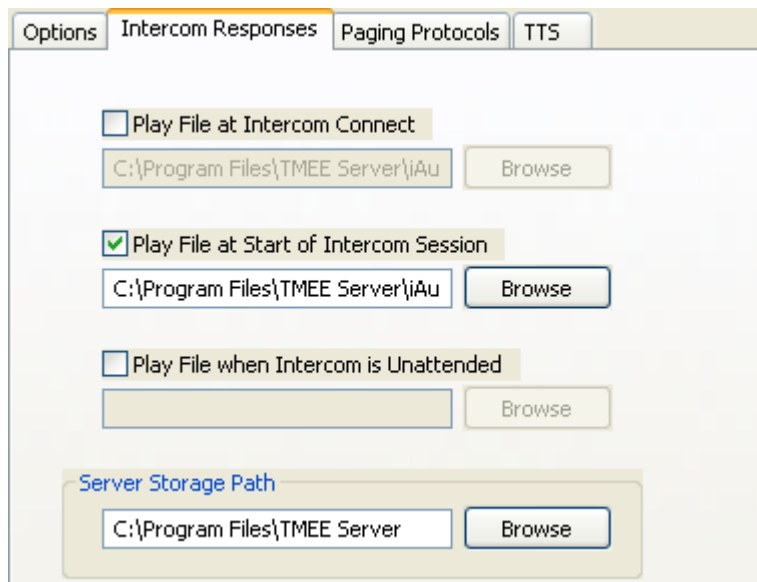 Options Intercom Responses Paging Protocols TTS
Play File at Intercom Connect
C:\Program Files\TMEE Server\iAu Browse
Play File at Start of Intercom Session
C:\Program Files\TMEE Server\iAu Browse
Play File when Intercom is Unattended
Browse
Server Storage Path
C:\Program Files\TMEE Server Browse